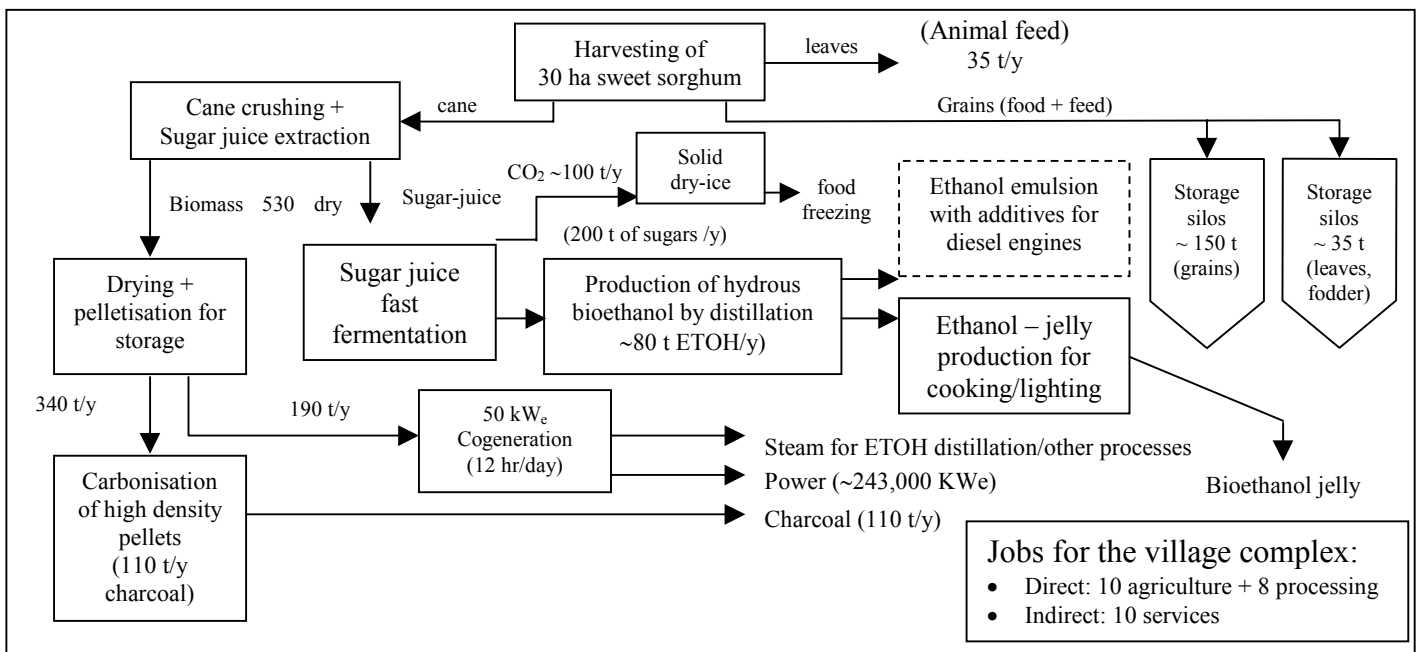 Harvesting of
30 ha sweet sorghum
leaves
(Animal feed)
35 t/y
Cane crushing +
Sugar juice extraction
cane
Grains (food + feed)
CO₂ ~100 t/y
Solid
dry-ice
food
freezing
Ethanol emulsion
with additives for
diesel engines
Storage
silos
~ 150 t
(grains)
Storage
silos
~ 35 t
(leaves,
fodder)
Biomass 530 dry
Sugar-juice
(200 t of sugars /y)
Drying +
pelletisation for
storage
Sugar juice
fast
fermentation
Production of hydrous
bioethanol by distillation
~80 t ETOH/y)
Ethanol – jelly
production for
cooking/lighting
340 t/y
190 t/y
50 kWₑ
Cogeneration
(12 hr/day)
Steam for ETOH distillation/other processes
Power (~243,000 KWe)
Charcoal (110 t/y)
Bioethanol jelly
Carbonisation
of high density
pellets
(110 t/y
charcoal)
Jobs for the village complex:
• Direct: 10 agriculture + 8 processing
• Indirect: 10 services